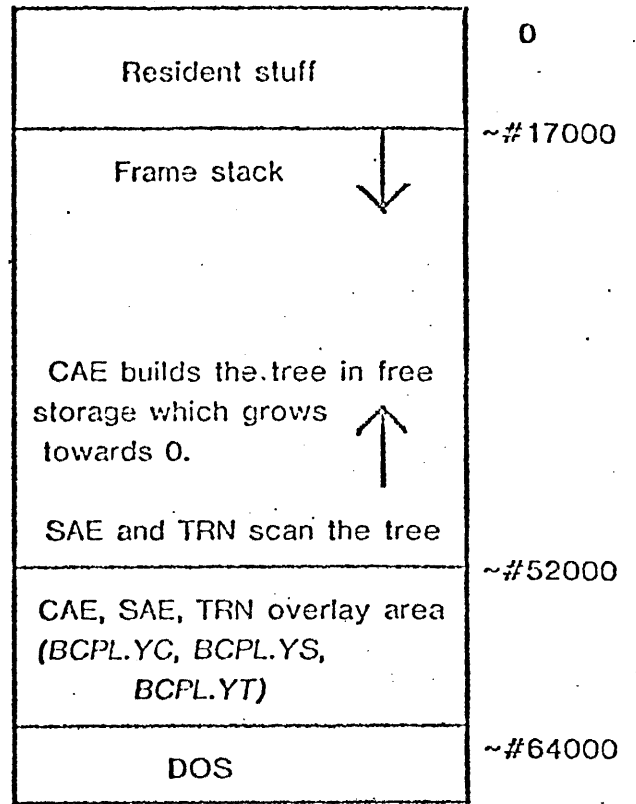 0
Resident stuff
~#17000
Frame stack
CAE builds the tree in free
storage which grows
towards 0.
SAE and TRN scan the tree
~#52000
CAE, SAE, TRN overlay area
(BCPL.YC, BCPL.YS,
BCPL.YT)
~#64000
DOS